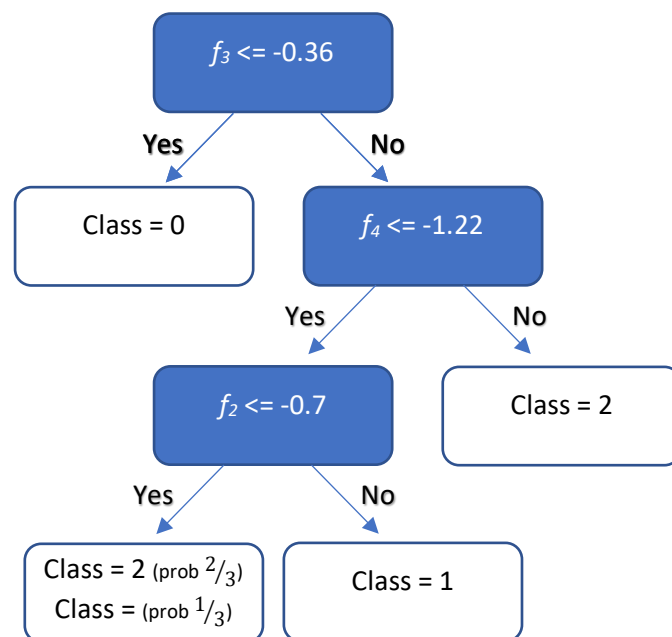 f₃ <= -0.36
Yes
No
Class = 0
f₄ <= -1.22
Yes
No
f₂ <= -0.7
Class = 2
Yes
No
Class = 2 (prob 2/3)
Class = (prob 1/3)
Class = 1